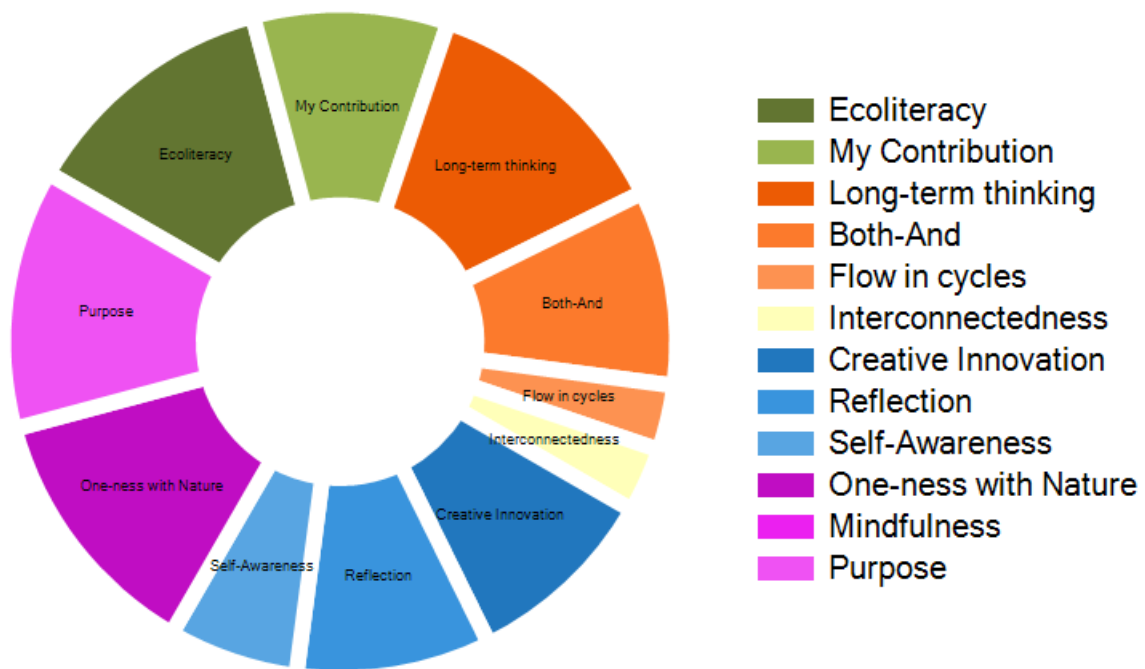 My Contribution
Ecoliteracy
Long-term thinking
Purpose
Both-And
Flow in cycles
Interconnectedness
One-ness with Nature
Creative Innovation
Self-Awareness
Reflection
Ecoliteracy
My Contribution
Long-term thinking
Both-And
Flow in cycles
Interconnectedness
Creative Innovation
Reflection
Self-Awareness
One-ness with Nature
Mindfulness
Purpose